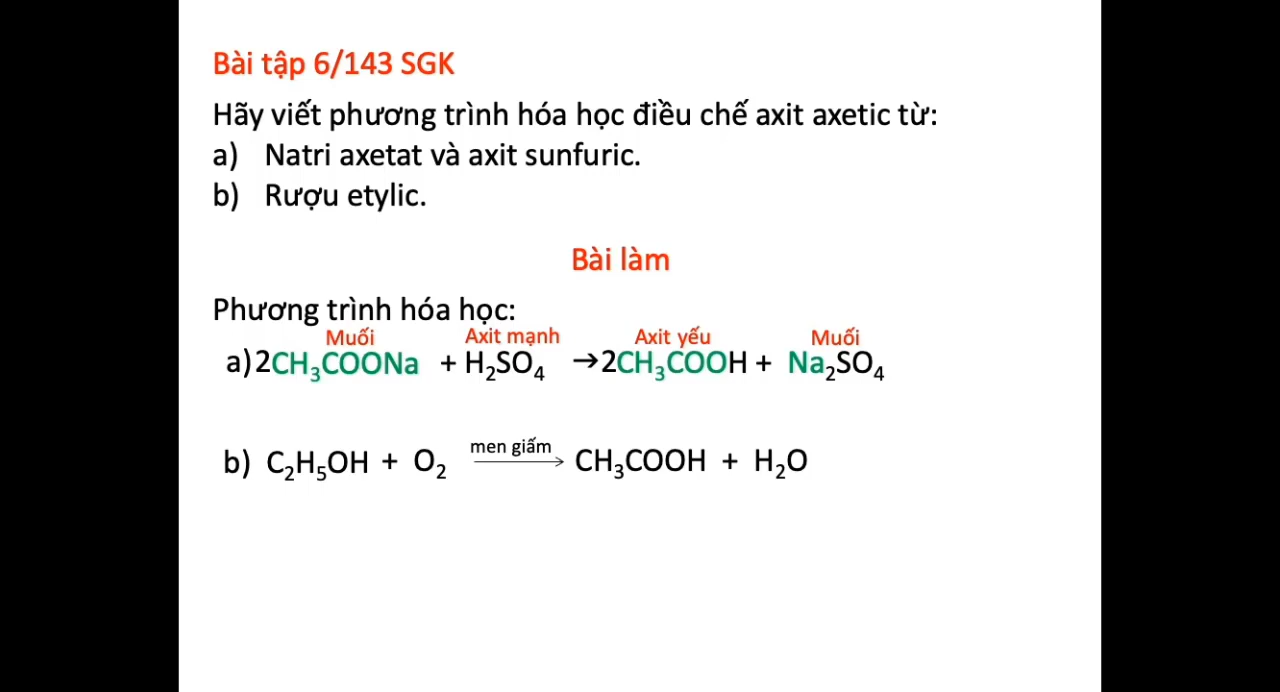 Bài tập 6/143 SGK
Hãy viết phương trình hóa học điều chế axit axetic từ:
a) Natri axetat và axit sunfuric.
b) Rượu etylic.
Bài làm
Phương trình hóa học:
Muối Axit mạnh Axit yếu Muối
a) 2CH₃COONa + H₂SO₄ → 2CH₃COOH + Na₂SO₄
men giấm
b) C₂H₅OH + O₂ → CH₃COOH + H₂O